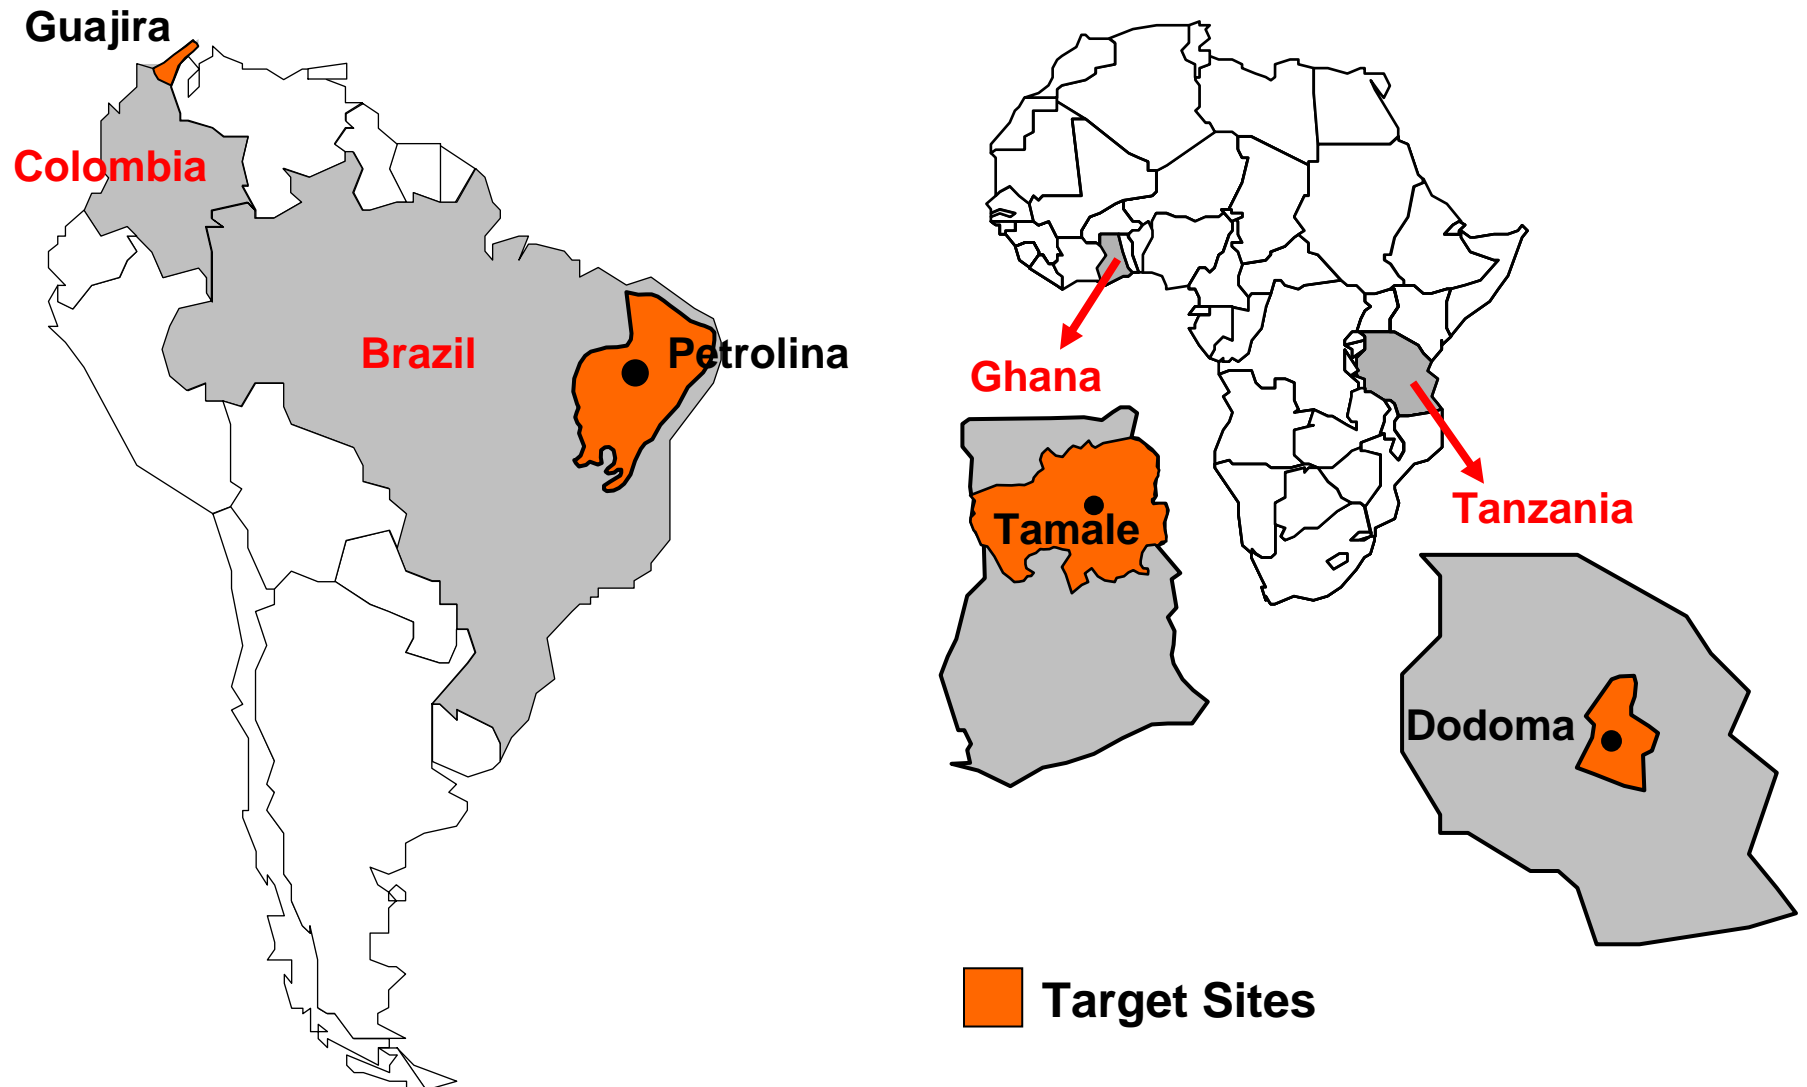 Guajira
Colombia
Brazil
Petrolina
Ghana
Tamale
Tanzania
Dodoma
Target Sites